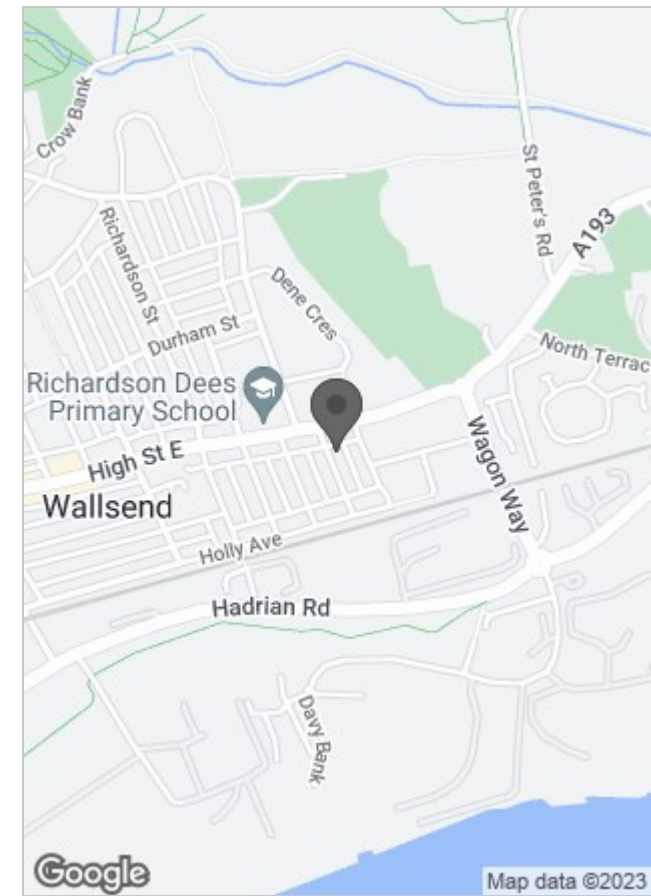 Crow Bank
St Peter's Rd
A193
Richardson St
Dene Cres
Durham St
North Terrac
Richardson Dees
Primary School
High St E
Wagon Way
Wallsend
Holly Ave
Hadrian Rd
Davy Bank
Google
Map data ©2023